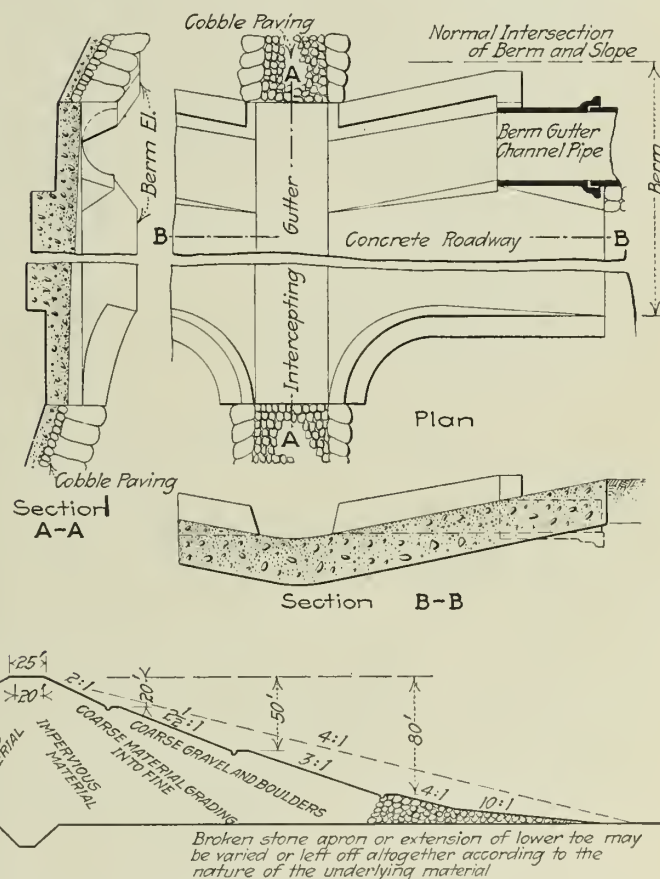 Cobble Paving
Normal Intersection
of Berm and Slope
A
Berm El.
Berm Gutter
Channel Pipe
Berm
Gutter
B
Concrete Roadway
B
Intercepting
A
Plan
Cobble Paving
Section
A-A
Section B-B
25'
20'
2:1
20'
2½:1
50'
4:1
80'
3:1
4:1
10:1
IMPERVIOUS
MATERIAL
COARSE MATERIAL GRADING
INTO FINE
COARSE GRAVEL AND BOULDERS
Broken stone apron or extension of lower toe may
be varied or left off altogether according to the
nature of the underlying material